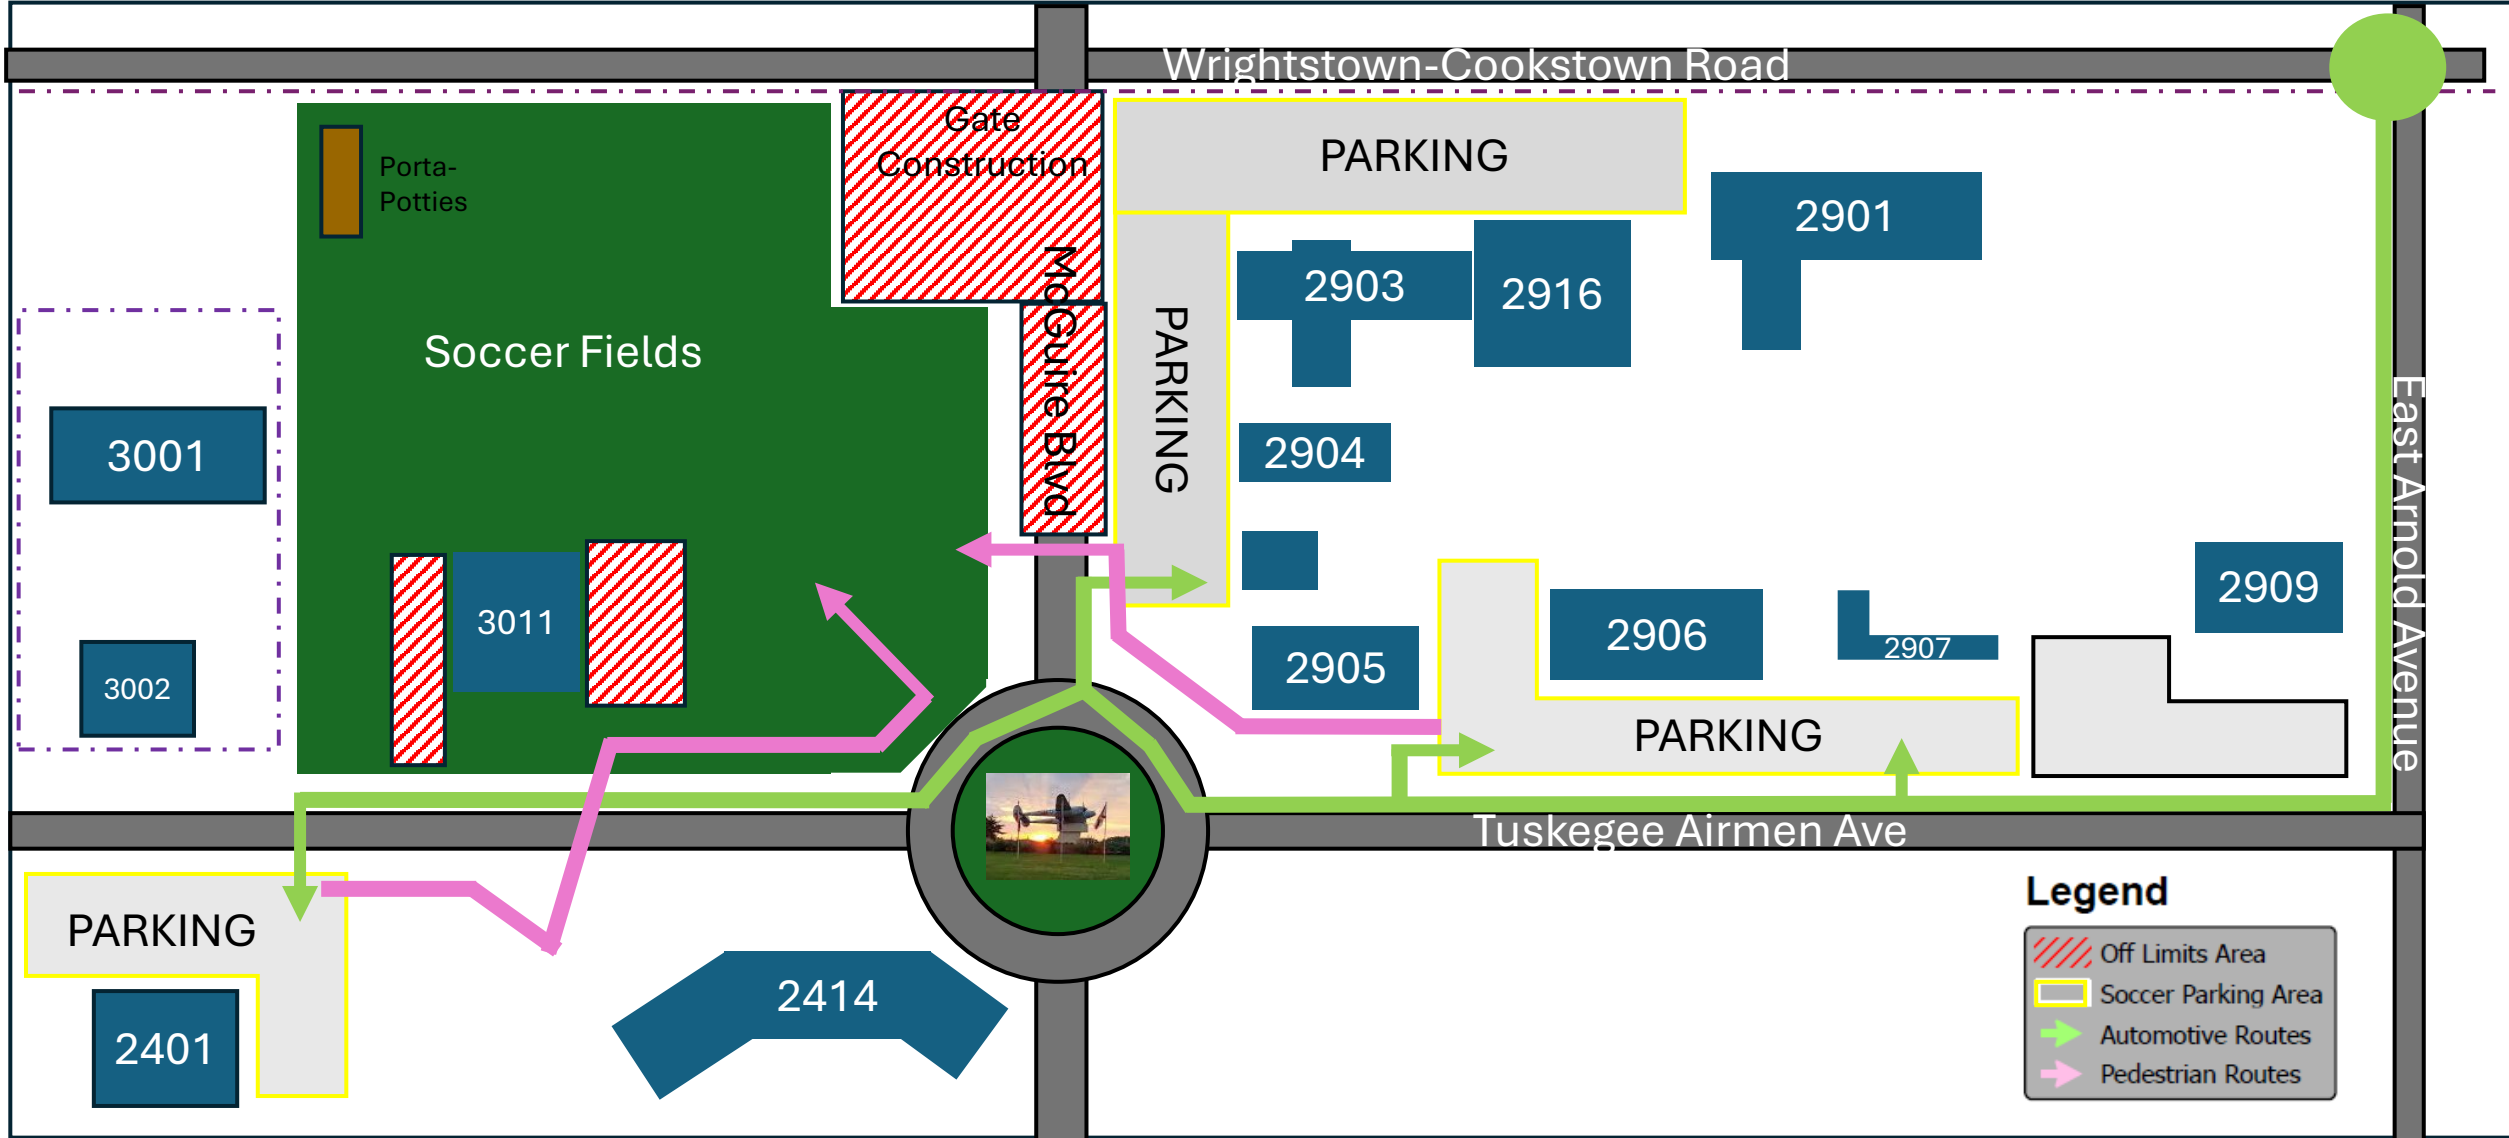 Wrightstown-Cookstown Road
Gate
Construction
PARKING
Porta-
Potties
2901
2903
2916
McGuire Blvd
PARKING
Soccer Fields
2904
3001
East Arnold Avenue
2909
3011
2906
2907
2905
3002
PARKING
Tuskegee Airmen Ave
PARKING
2414
2401
Legend
Off Limits Area
Soccer Parking Area
Automotive Routes
Pedestrian Routes